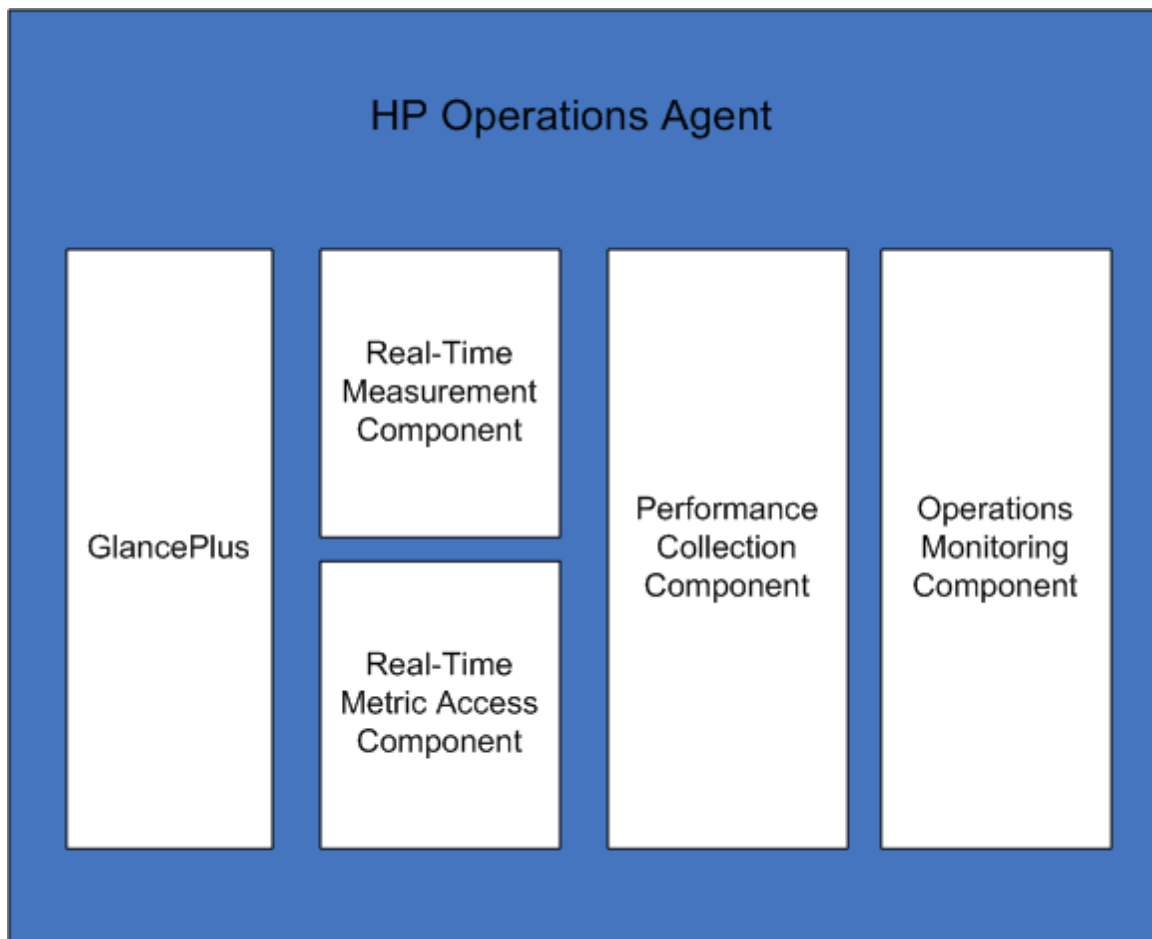 HP Operations Agent
GlancePlus
Real-Time
Measurement
Component
Real-Time
Metric Access
Component
Performance
Collection
Component
Operations
Monitoring
Component